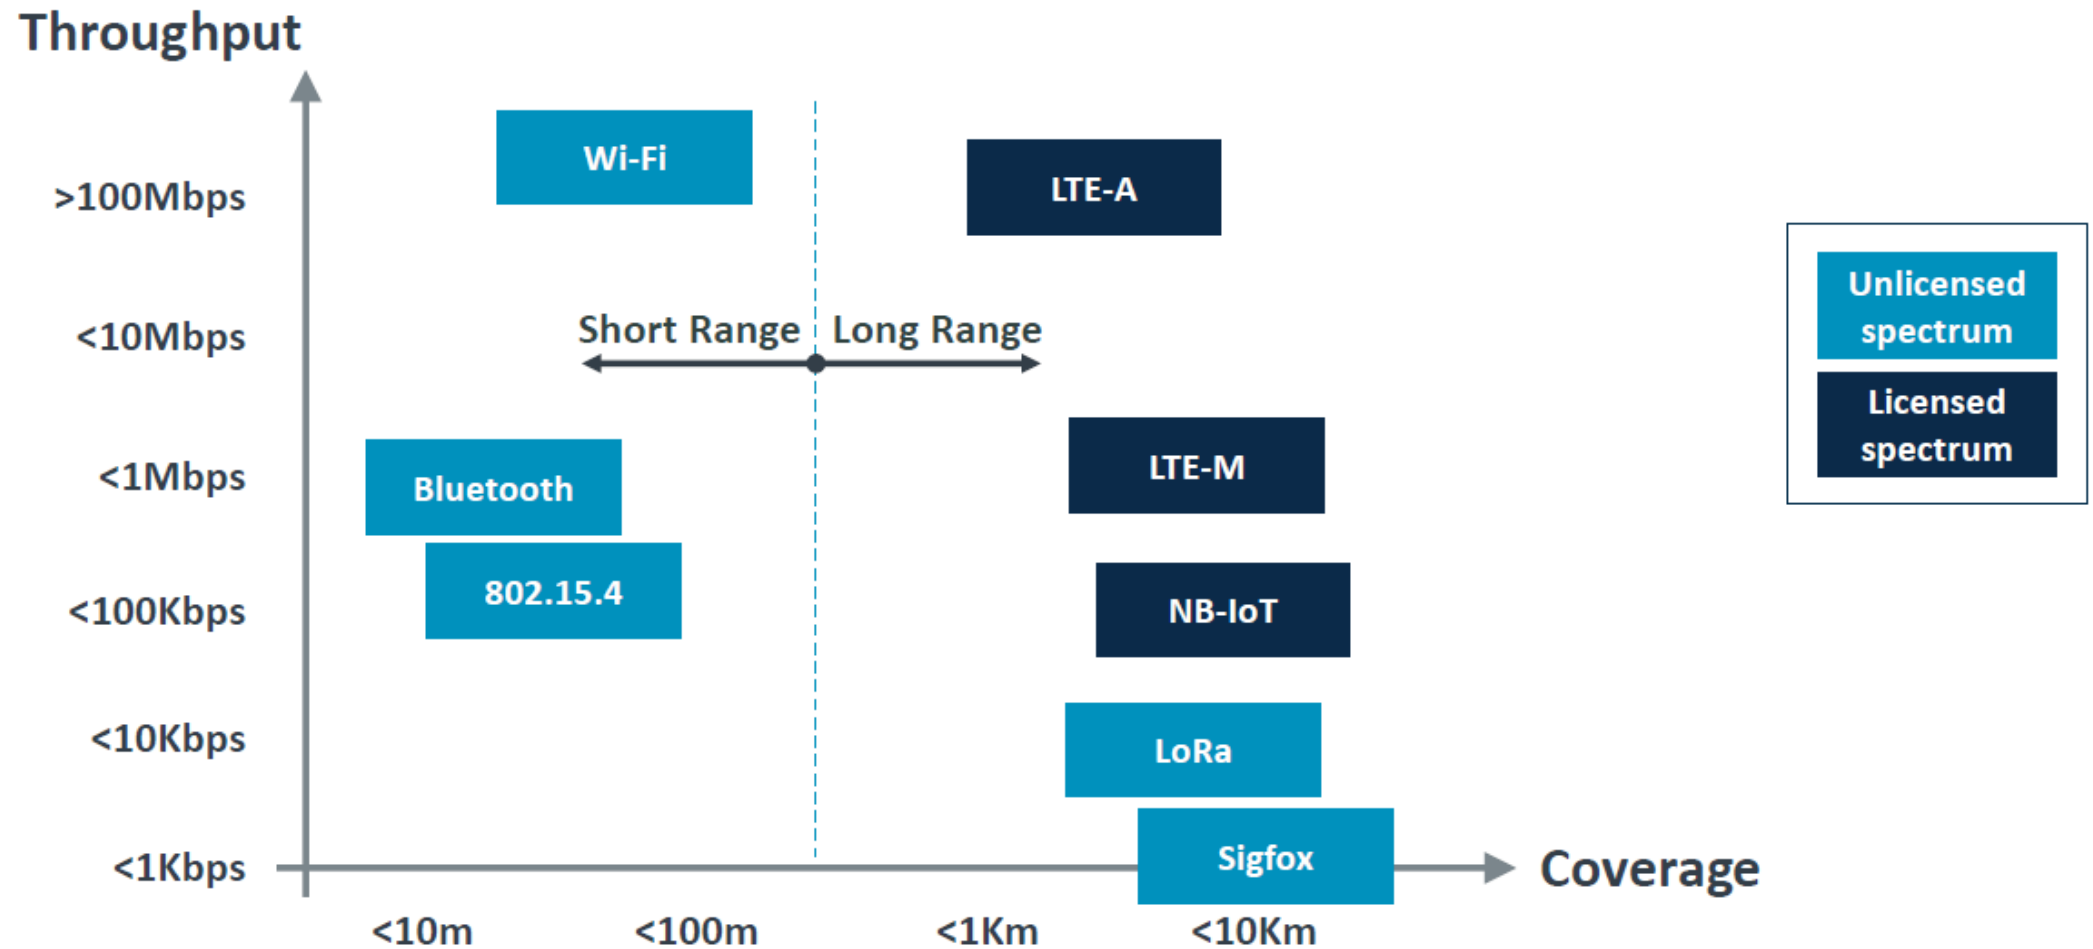 Throughput
Wi-Fi
LTE-A
>100Mbps
Unlicensed
spectrum
<10Mbps
Short Range
Long Range
Licensed
spectrum
<1Mbps
Bluetooth
LTE-M
802.15.4
<100Kbps
NB-IoT
<10Kbps
LoRa
<1Kbps
Sigfox
Coverage
<10m
<100m
<1Km
<10Km